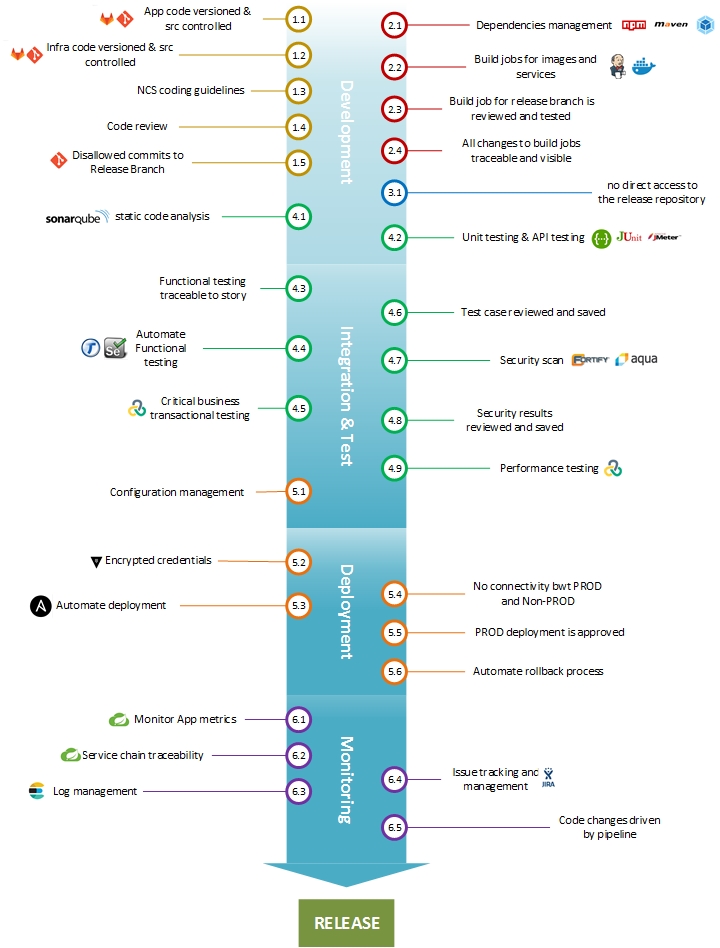 App code versioned &
src controlled
1.1
2.1
Dependencies management
npm
maven
Infra code versioned & src
controlled
1.2
2.2
Build jobs for images and
services
NCS coding guidelines
1.3
2.3
Build job for release branch is
reviewed and tested
Code review
1.4
2.4
All changes to build jobs
traceable and visible
Disallowed commits to
Release Branch
1.5
Development
3.1
no direct access to
the release repository
sonarqube
static code analysis
4.1
4.2
Unit testing & API testing
JUnit
JMeter
Functional testing
traceable to story
4.3
4.6
Test case reviewed and saved
Se
Automate
Functional
testing
4.4
4.7
Security scan
FORTIFY
aqua
Integration & Test
Critical business
transactional testing
4.5
4.8
Security results
reviewed and saved
4.9
Performance testing
Configuration management
5.1
Encrypted credentials
5.2
Deployment
Automate deployment
5.3
5.4
No connectivity bwt PROD
and Non-PROD
5.5
PROD deployment is approved
5.6
Automate rollback process
Monitor App metrics
6.1
Service chain traceability
6.2
Monitoring
Log management
6.3
6.4
Issue tracking and
management
JIRA
6.5
Code changes driven
by pipeline
RELEASE